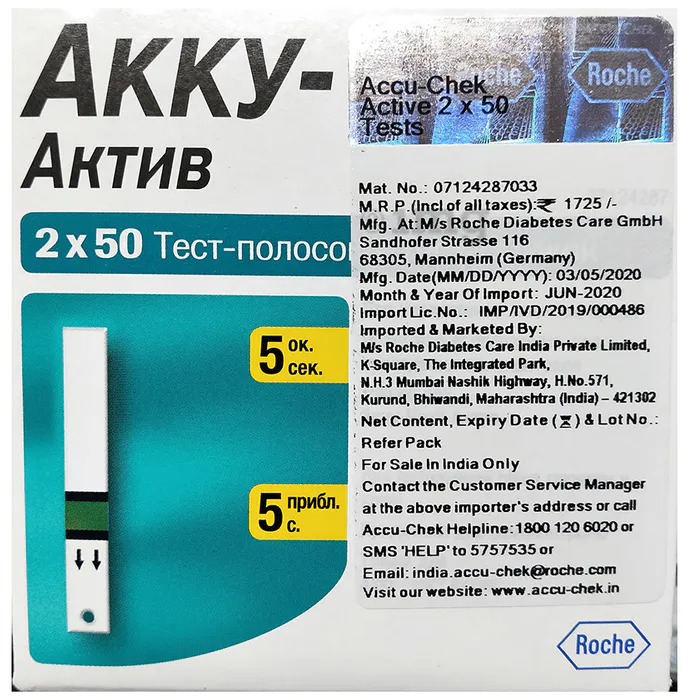 АККУ-
АКТИВ
2 x 50 Тест-полосо
5 ок.
сек.
5 прибл.
с.
Roche
Accu-Chek
Active 2 x 50
Tests
Mat. No.: 07124287033
M.R.P.(Incl of all taxes):₹ 1725 /-
Mfg. At: M/s Roche Diabetes Care GmbH
Sandhofer Strasse 116
68305, Mannheim (Germany)
Mfg. Date(MM/DD/YYYY): 03/05/2020
Month & Year Of Import: JUN-2020
Import Lic.No.: IMP/IVD/2019/000486
Imported & Marketed By:
M/s Roche Diabetes Care India Private Limited,
K-Square, The Integrated Park,
N.H.3 Mumbai Nashik Highway, H.No.571,
Kurund, Bhiwandi, Maharashtra (India) – 421302
Net Content, Expiry Date (⌛) & Lot No.:
Refer Pack
For Sale In India Only
Contact the Customer Service Manager
at the above importer's address or call
Accu-Chek Helpline:1800 120 6020 or
SMS 'HELP' to 5757535 or
Email: india.accu-chek@roche.com
Visit our website: www.accu-chek.in
Roche